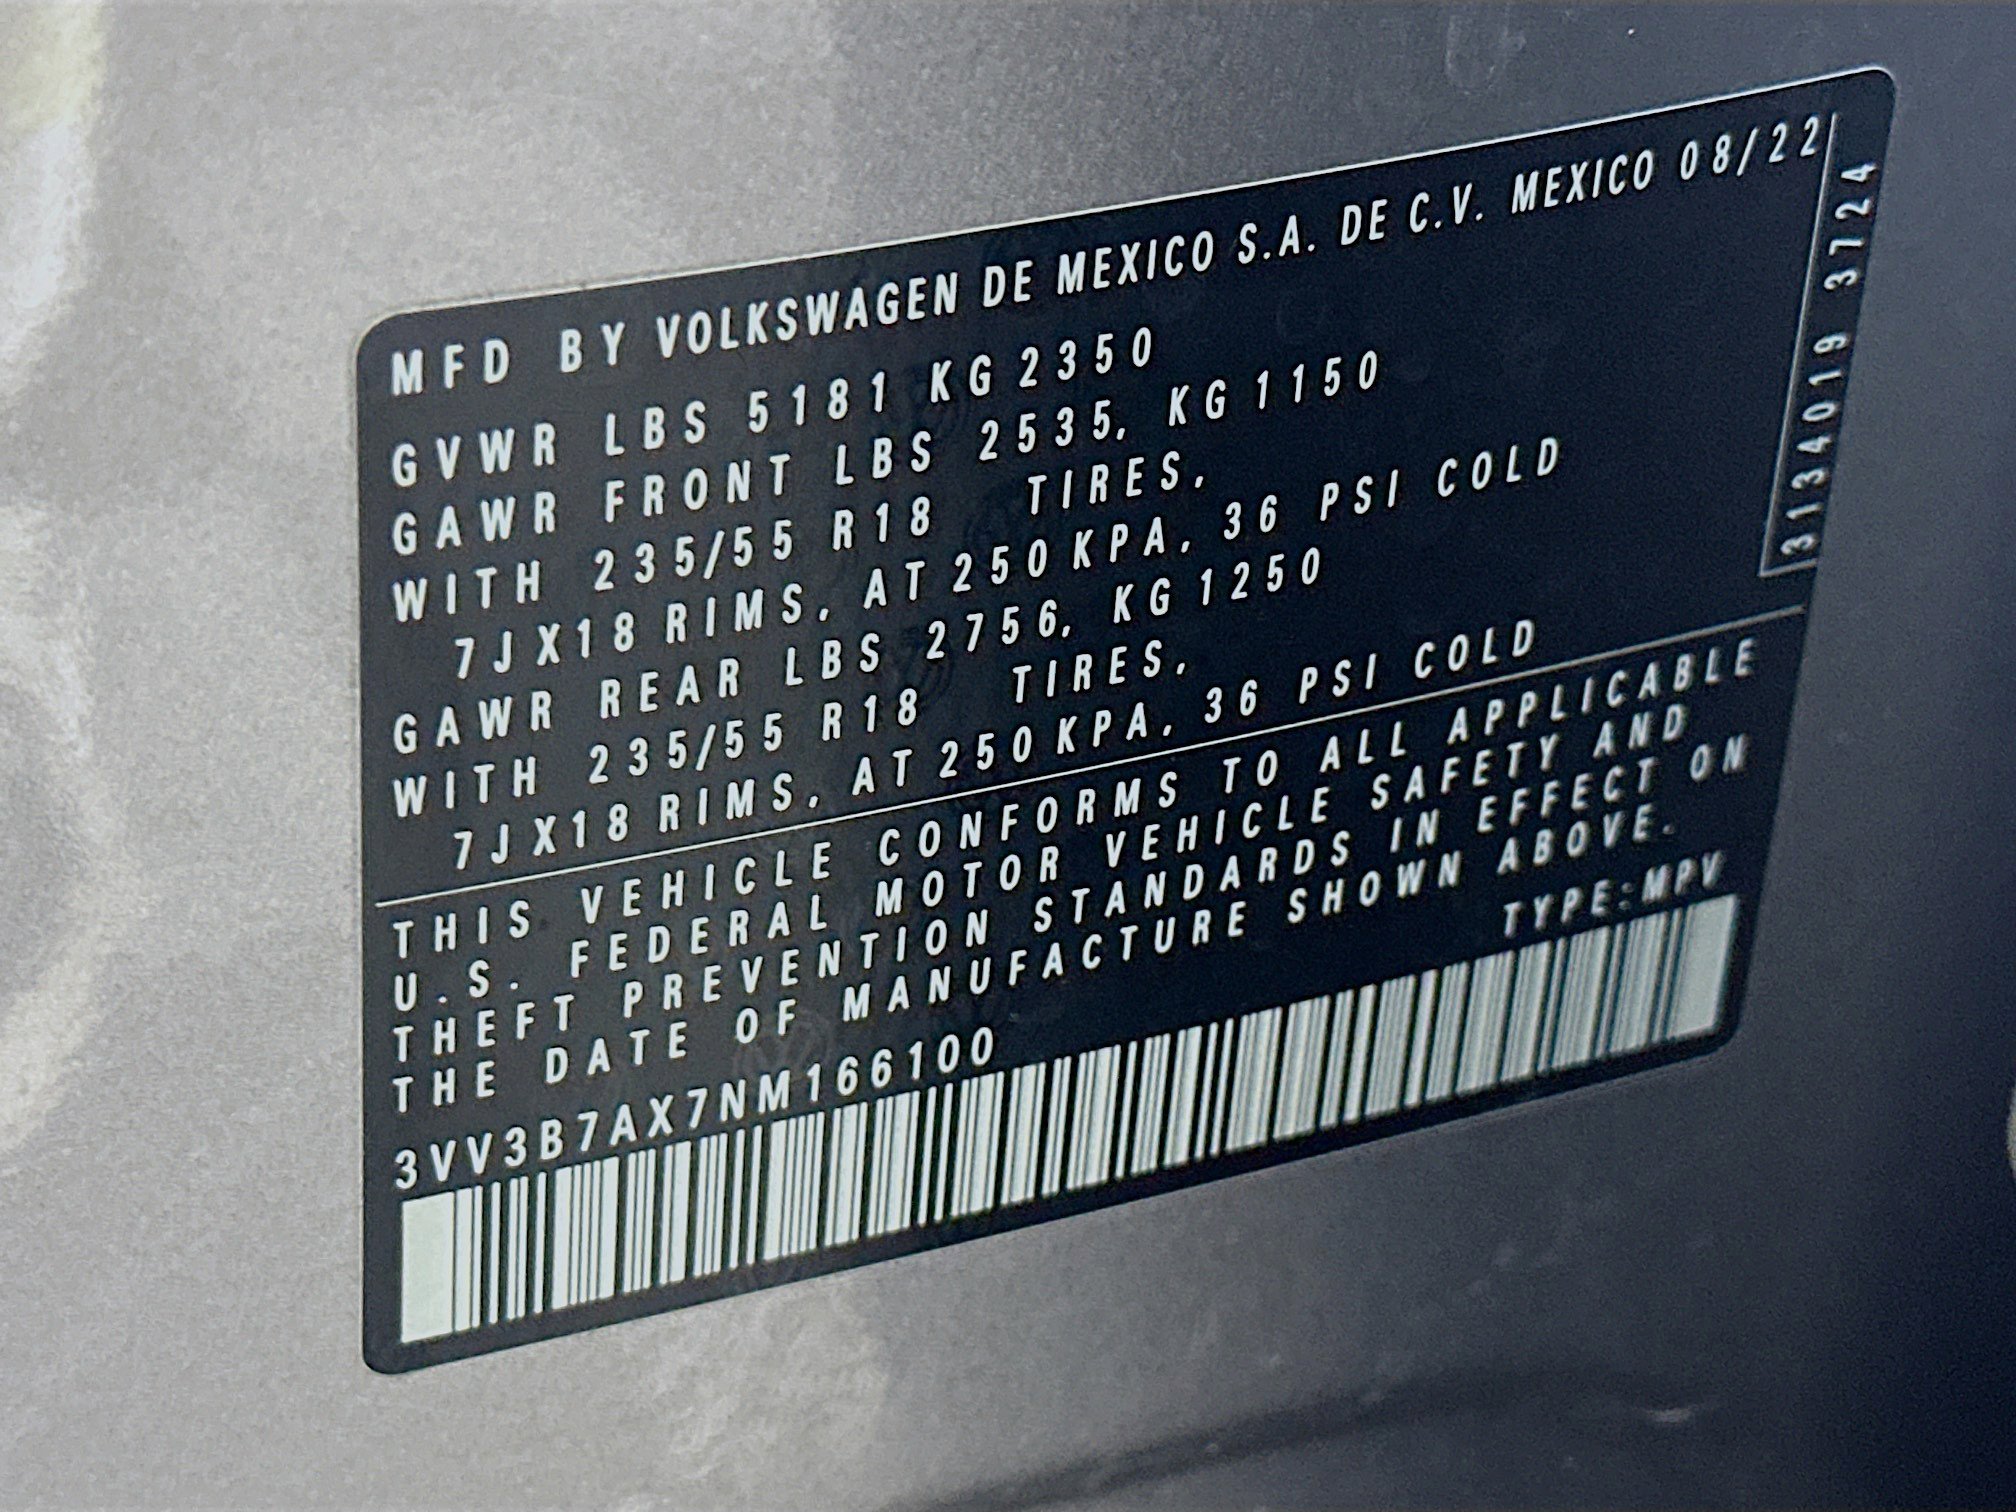 MFD BY VOLKSWAGEN DE MEXICO S.A. DE C.V. MEXICO 08/22
GVWR LBS 5181 KG 2350
GAWR FRONT LBS 2535, KG 1150
WITH 235/55 R18 TIRES,
7JX18 RIMS, AT 250 KPA, 36 PSI COLD
GAWR REAR LBS 2756, KG 1250
WITH 235/55 R18 TIRES,
7JX18 RIMS, AT 250 KPA, 36 PSI COLD
3134019 3724
THIS VEHICLE CONFORMS TO ALL APPLICABLE
U.S. FEDERAL MOTOR VEHICLE SAFETY AND
THEFT PREVENTION STANDARDS IN EFFECT ON
THE DATE OF MANUFACTURE SHOWN ABOVE.
3VV3B7AX7NM166100 TYPE:MPV